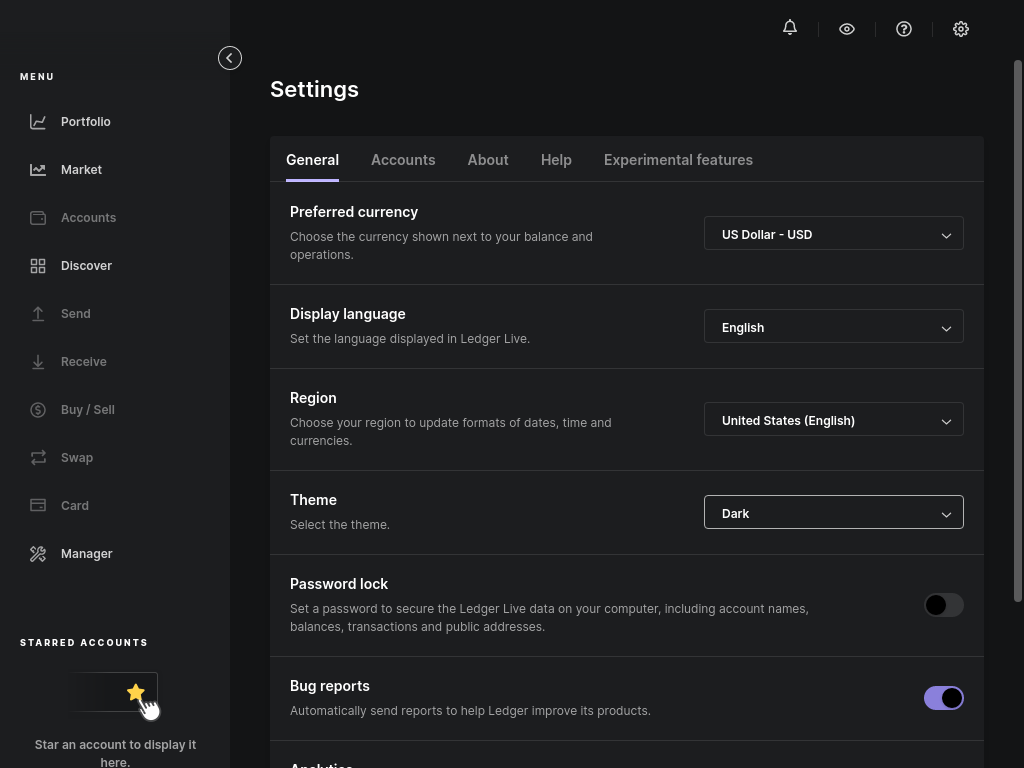 MENU
Portfolio
Market
Accounts
Discover
Send
Receive
Buy / Sell
Swap
Card
Manager
STARRED ACCOUNTS
Star an account to display it
here.
Settings
General Accounts About Help Experimental features
Preferred currency
Choose the currency shown next to your balance and
operations.
US Dollar - USD
Display language
Set the language displayed in Ledger Live.
English
Region
Choose your region to update formats of dates, time and
currencies.
United States (English)
Theme
Select the theme.
Dark
Password lock
Set a password to secure the Ledger Live data on your computer, including account names,
balances, transactions and public addresses.
Bug reports
Automatically send reports to help Ledger improve its products.
Analytics